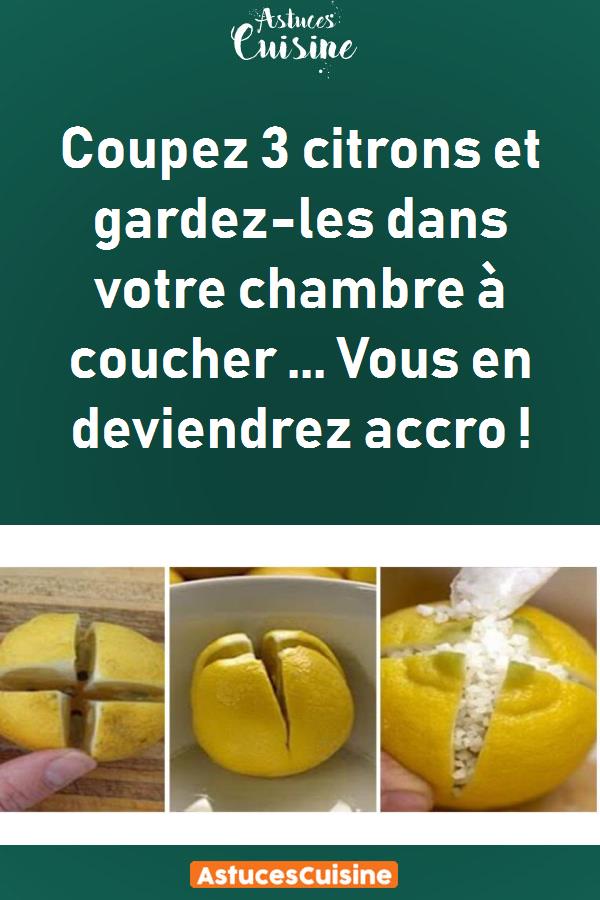 Astuces
Cuisine
Coupez 3 citrons et
gardez-les dans
votre chambre à
coucher ... Vous en
deviendrez accro !
AstucesCuisine